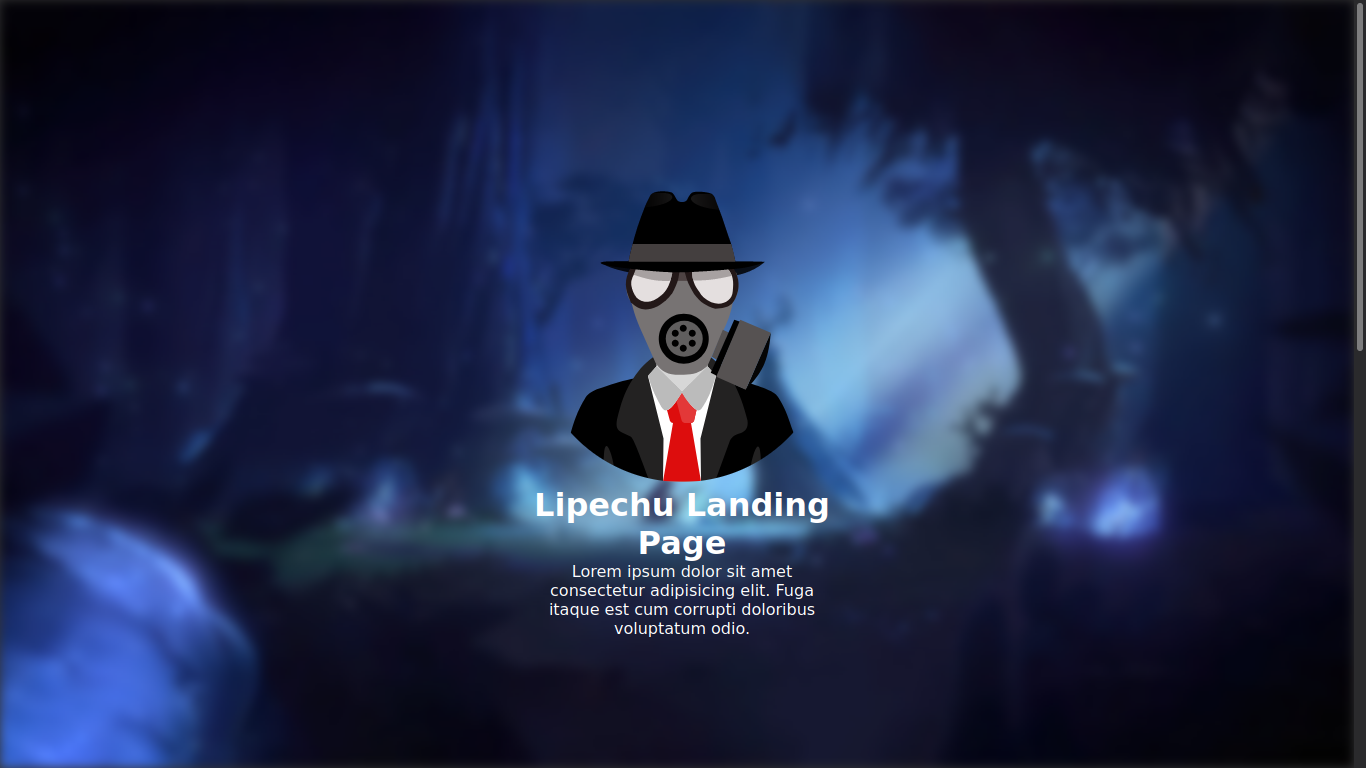 Lipechu Landing
Page
Lorem ipsum dolor sit amet
consectetur adipisicing elit. Fuga
itaque est cum corrupti doloribus
voluptatum odio.